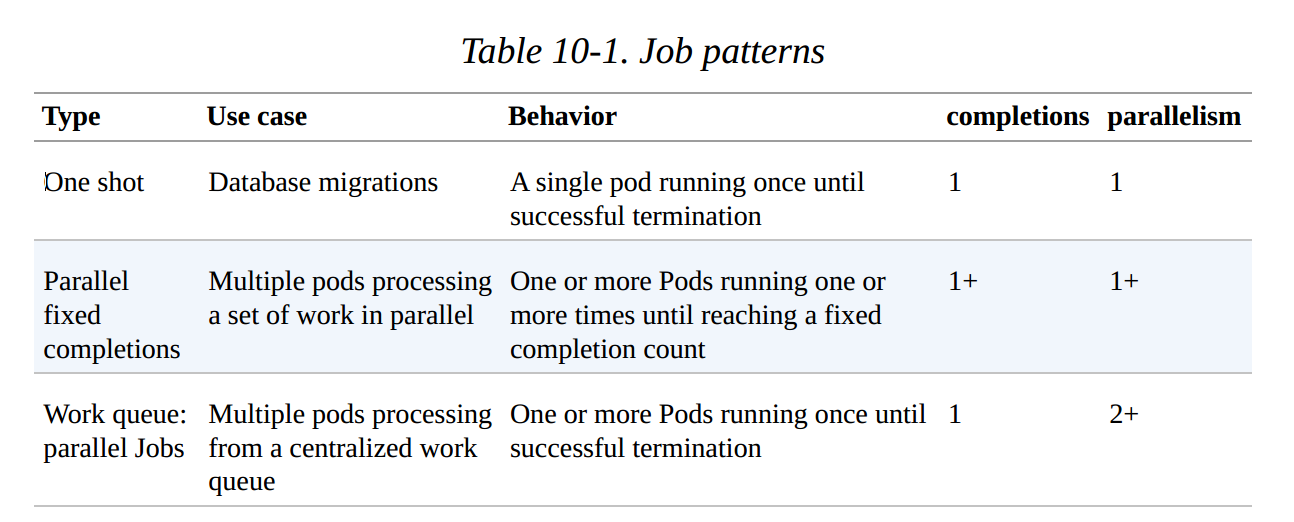 Table 10-1. Job patterns
Type Use case Behavior completions parallelism
One shot Database migrations A single pod running once until 1 1
successful termination
Parallel Multiple pods processing One or more Pods running one or 1+ 1+
fixed a set of work in parallel more times until reaching a fixed
completions completion count
Work queue: Multiple pods processing One or more Pods running once until 1 2+
parallel Jobs from a centralized work successful termination
queue